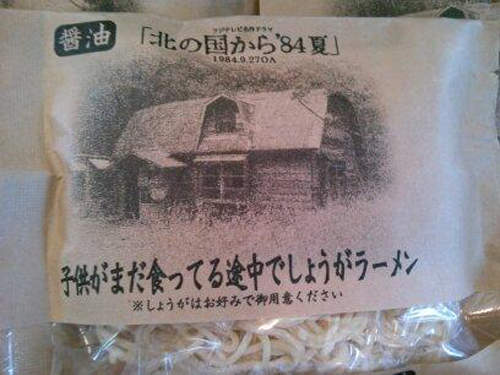 醤油
フジテレビ名作ドラマ
「北の国から'84夏」
1984.9.27OA
子供がまだ食ってる途中でしょうがラーメン
※しょうがはお好みで御用意ください